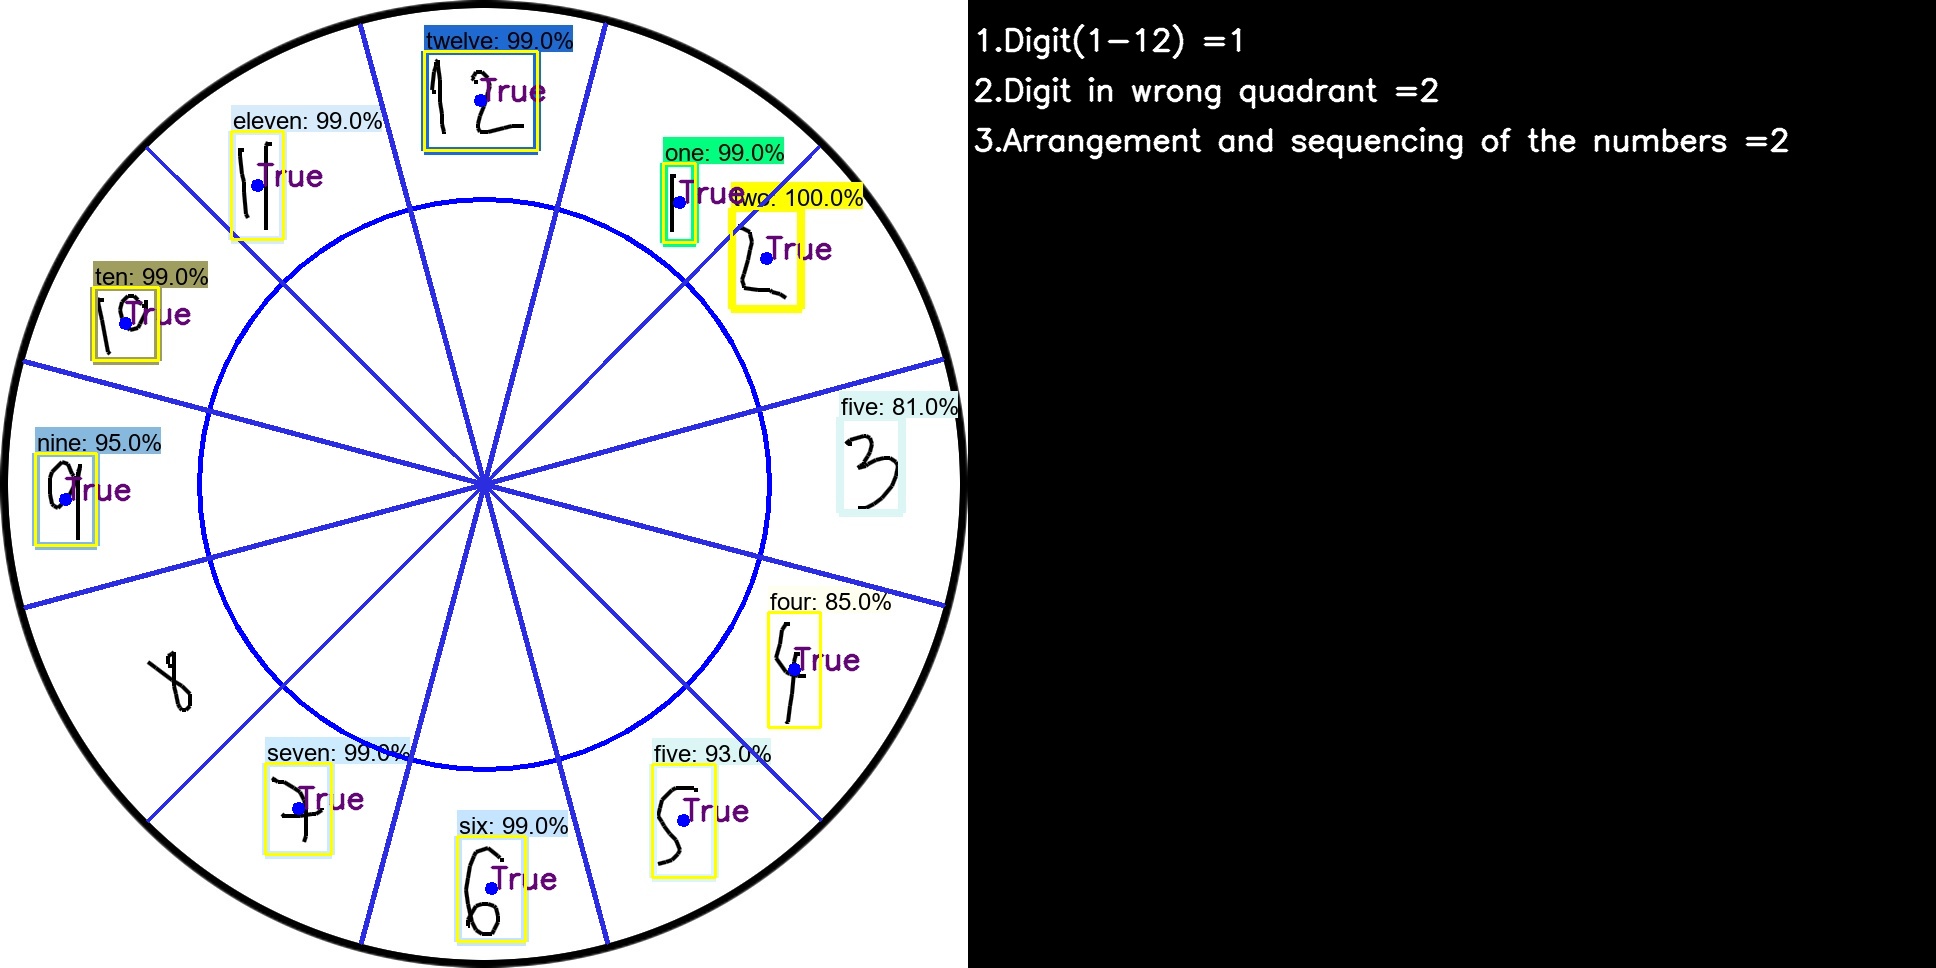 twelve: 99.0%
12
True
eleven: 99.0%
11
True
one: 99.0%
1
True
two: 100.0%
2
True
ten: 99.0%
10
True
five: 81.0%
3
nine: 95.0%
9
True
four: 85.0%
4
True
8
seven: 99.0%
7
True
five: 93.0%
5
True
six: 99.0%
6
True
1.Digit(1-12) =1
2.Digit in wrong quadrant =2
3.Arrangement and sequencing of the numbers =2